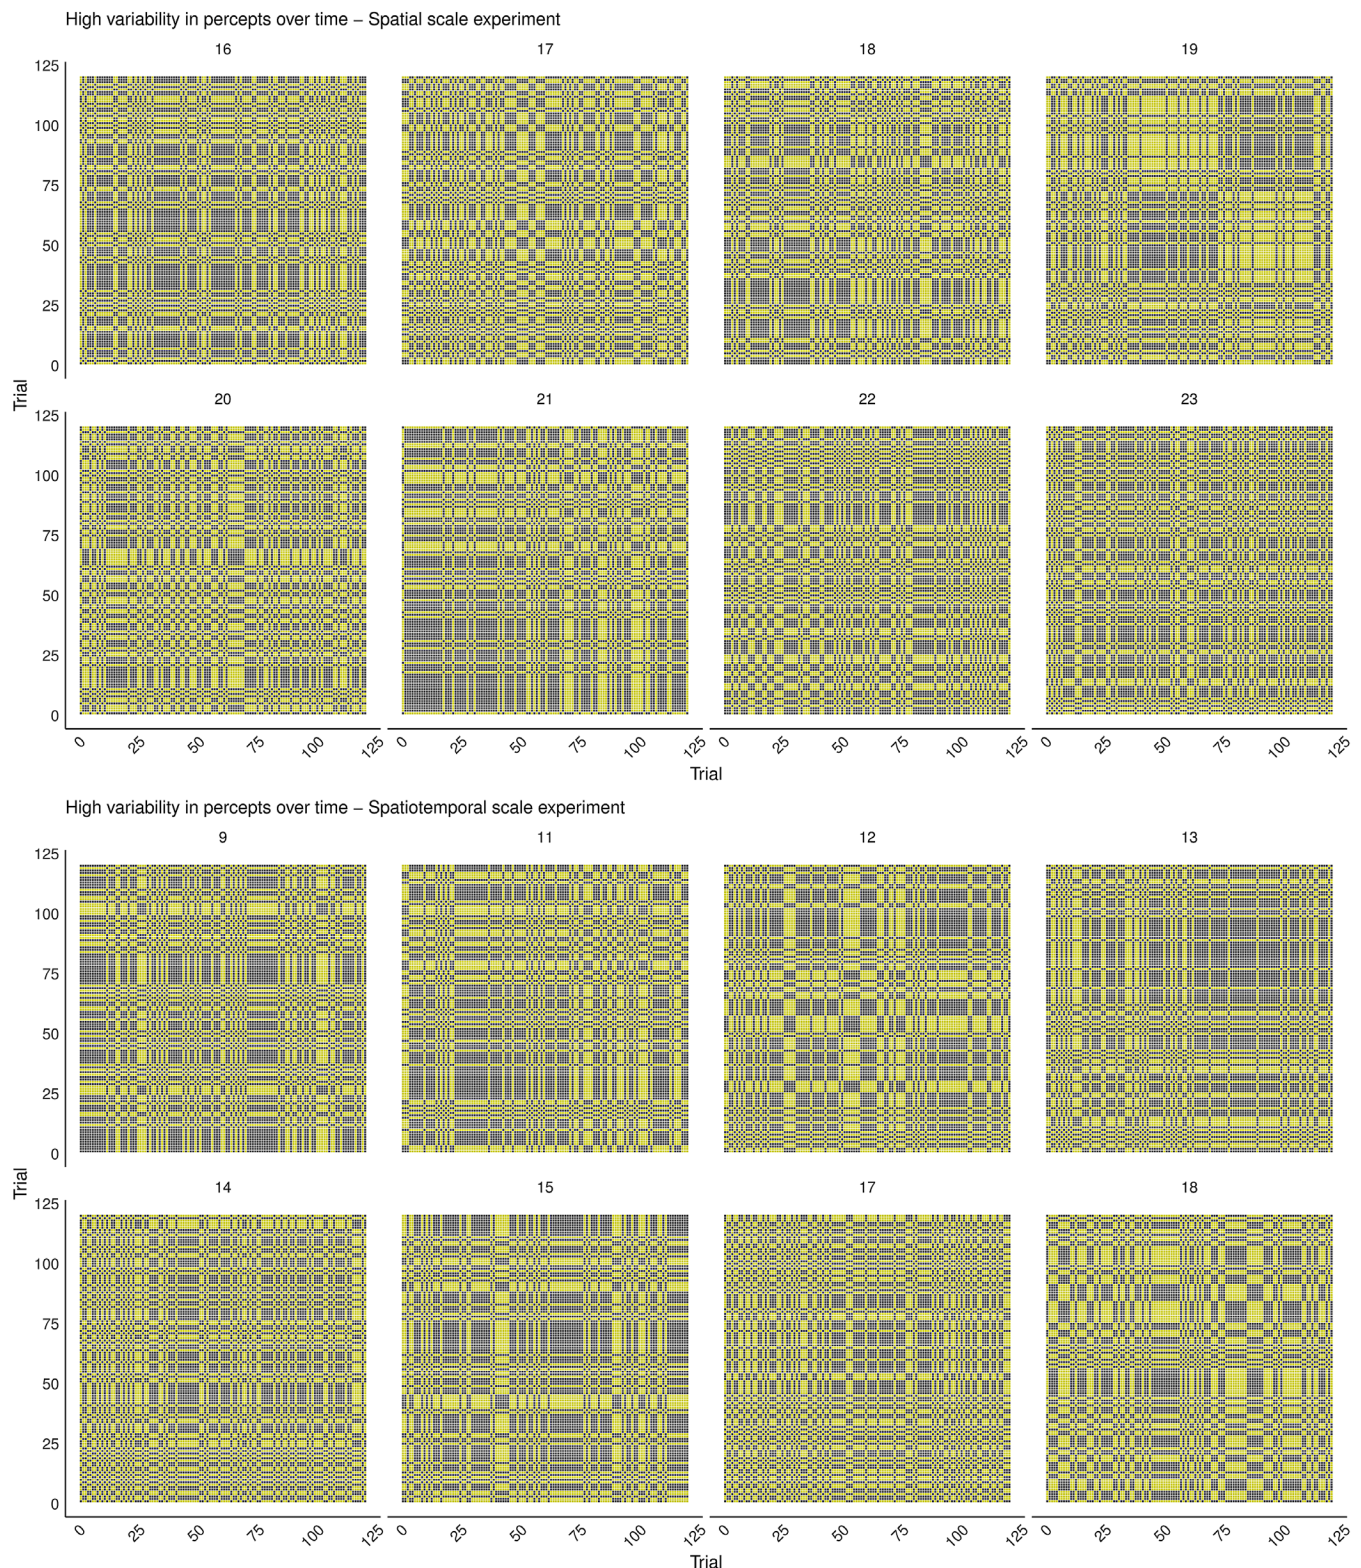 High variability in percepts over time – Spatial scale experiment
16 17 18 19
125
100
75
50
25
0
Trial
20 21 22 23
125
100
75
50
25
0
0 25 50 75 100 125 0 25 50 75 100 125 0 25 50 75 100 125 0 25 50 75 100 125
Trial
High variability in percepts over time – Spatiotemporal scale experiment
9 11 12 13
125
100
75
50
25
0
Trial
14 15 17 18
125
100
75
50
25
0
0 25 50 75 100 125 0 25 50 75 100 125 0 25 50 75 100 125 0 25 50 75 100 125
Trial